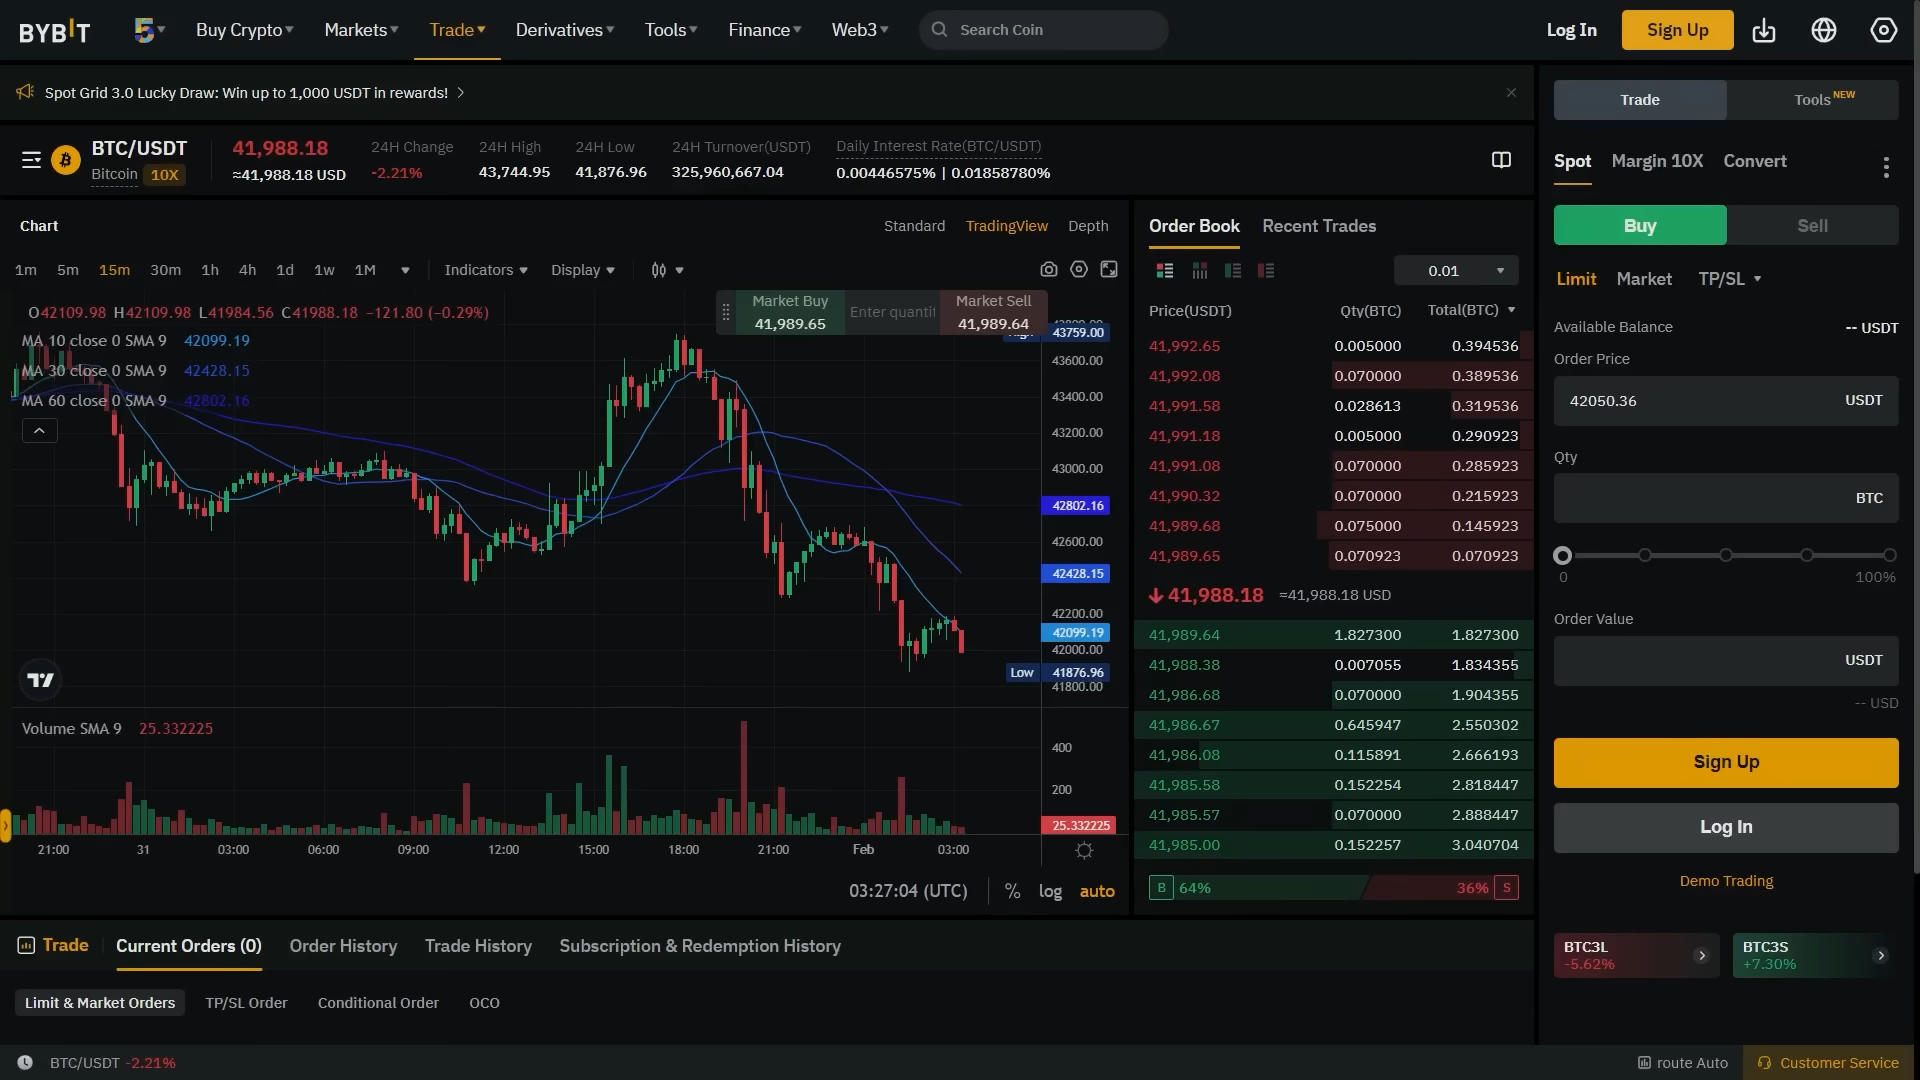 BYBIT
Buy Crypto Markets Trade Derivatives Tools Finance Web3
Search Coin
Log In
Sign Up
Spot Grid 3.0 Lucky Draw: Win up to 1,000 USDT in rewards!
BTC/USDT
Bitcoin 10X
41,988.18
≈41,988.18 USD
24H Change
-2.21%
24H High
43,744.95
24H Low
41,876.96
24H Turnover(USDT)
325,960,667.04
Daily Interest Rate(BTC/USDT)
0.00446575% | 0.01858780%
Chart
Standard TradingView Depth
1m 5m 15m 30m 1h 4h 1d 1w 1M Indicators Display
O42109.98 H42109.98 L41984.56 C41988.18 −121.80 (−0.29%)
MA 10 close 0 SMA 9 42099.19
MA 30 close 0 SMA 9 42428.15
MA 60 close 0 SMA 9 42802.16
Market Buy
41,989.65
Enter quantit
Market Sell
41,989.64
43759.00
43600.00
43400.00
43200.00
43000.00
42802.16
42600.00
42428.15
42200.00
42099.19
42000.00
Low 41876.96
41800.00
Volume SMA 9 25.332225
400
200
25.332225
21:00 31 03:00 06:00 09:00 12:00 15:00 18:00 21:00 Feb 03:00
03:27:04 (UTC) % log auto
Order Book Recent Trades
0.01
Price(USDT) Qty(BTC) Total(BTC)
41,992.65 0.005000 0.394536
41,992.08 0.070000 0.389536
41,991.58 0.028613 0.319536
41,991.18 0.005000 0.290923
41,991.08 0.070000 0.285923
41,990.32 0.070000 0.215923
41,989.68 0.075000 0.145923
41,989.65 0.070923 0.070923
41,988.18 ≈41,988.18 USD
41,989.64 1.827300 1.827300
41,988.38 0.007055 1.834355
41,986.68 0.070000 1.904355
41,986.67 0.645947 2.550302
41,986.08 0.115891 2.666193
41,985.58 0.152254 2.818447
41,985.57 0.070000 2.888447
41,985.00 0.152257 3.040704
B 64% 36% S
Trade Tools NEW
Spot Margin 10X Convert
Buy Sell
Limit Market TP/SL
Available Balance -- USDT
Order Price
42050.36 USDT
Qty
BTC
0 100%
Order Value
USDT
-- USD
Sign Up
Log In
Demo Trading
BTC3L
-5.62%
BTC3S
+7.30%
Trade Current Orders (0) Order History Trade History Subscription & Redemption History
Limit & Market Orders TP/SL Order Conditional Order OCO
BTC/USDT -2.21%
route Auto
Customer Service